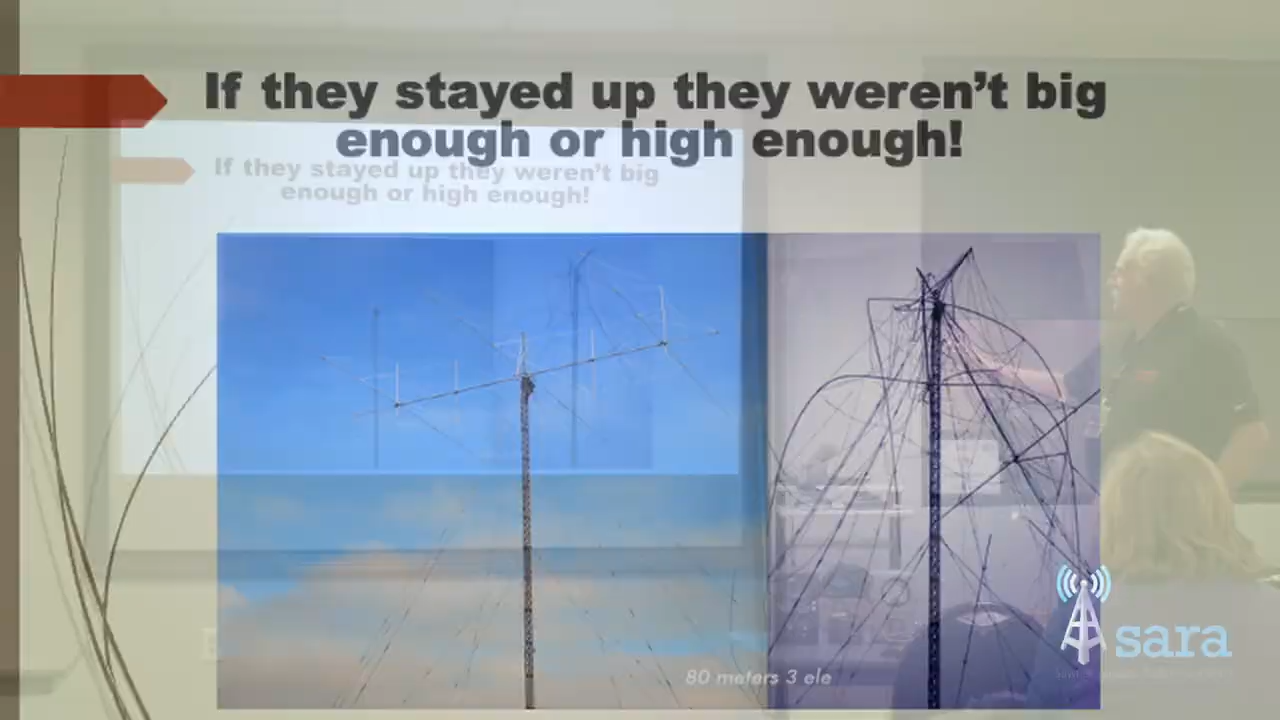 If they stayed up they weren't big
enough or high enough!
If they stayed up they weren't big
enough or high enough!
80 meters 3 ele
sara